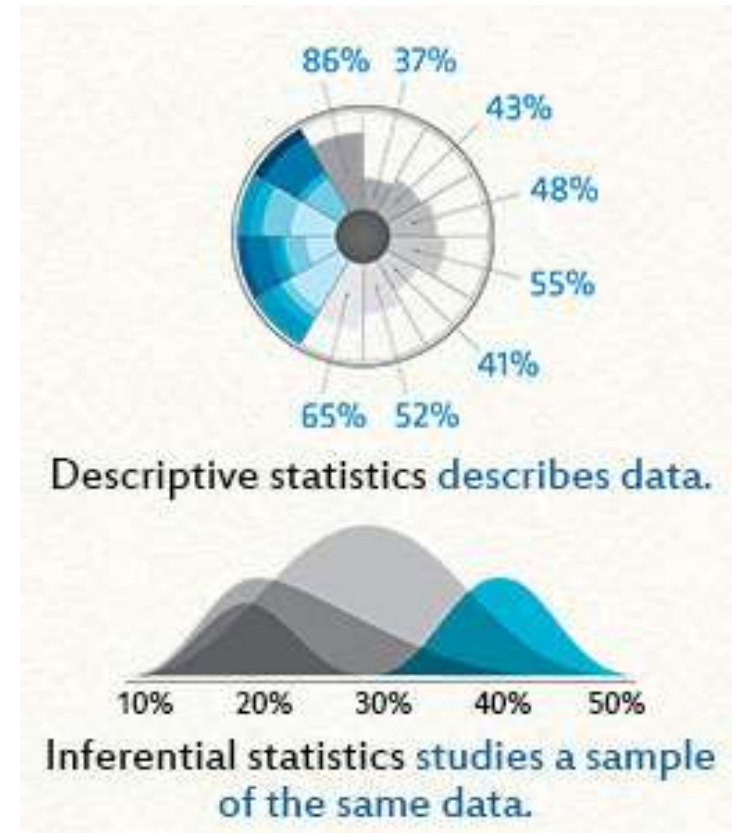 86% 37%
43%
48%
55%
41%
65% 52%
Descriptive statistics describes data.
10% 20% 30% 40% 50%
Inferential statistics studies a sample
of the same data.